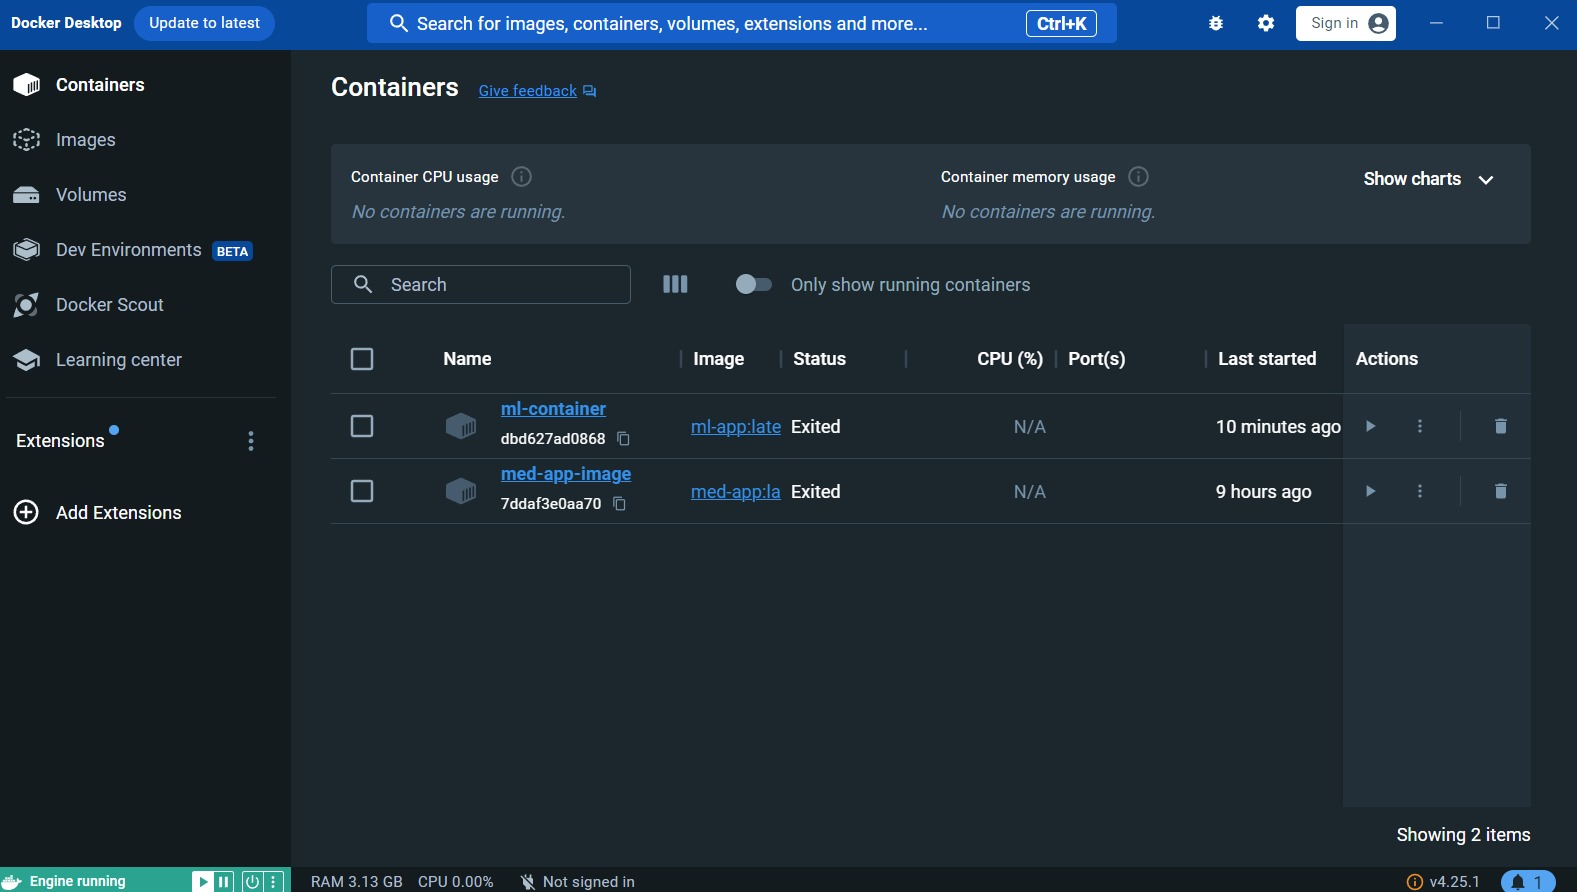 Docker Desktop
Update to latest
Search for images, containers, volumes, extensions and more...
Ctrl+K
Sign in
Containers
Images
Volumes
Dev Environments BETA
Docker Scout
Learning center
Extensions
Add Extensions
Containers
Give feedback
Container CPU usage
No containers are running.
Container memory usage
No containers are running.
Show charts
Search
Only show running containers
Name Image Status CPU (%) Port(s) Last started Actions
ml-container
dbd627ad0868
ml-app:late Exited N/A 10 minutes ago
med-app-image
7ddaf3e0aa70
med-app:la Exited N/A 9 hours ago
Showing 2 items
Engine running
RAM 3.13 GB CPU 0.00% Not signed in
v4.25.1
1